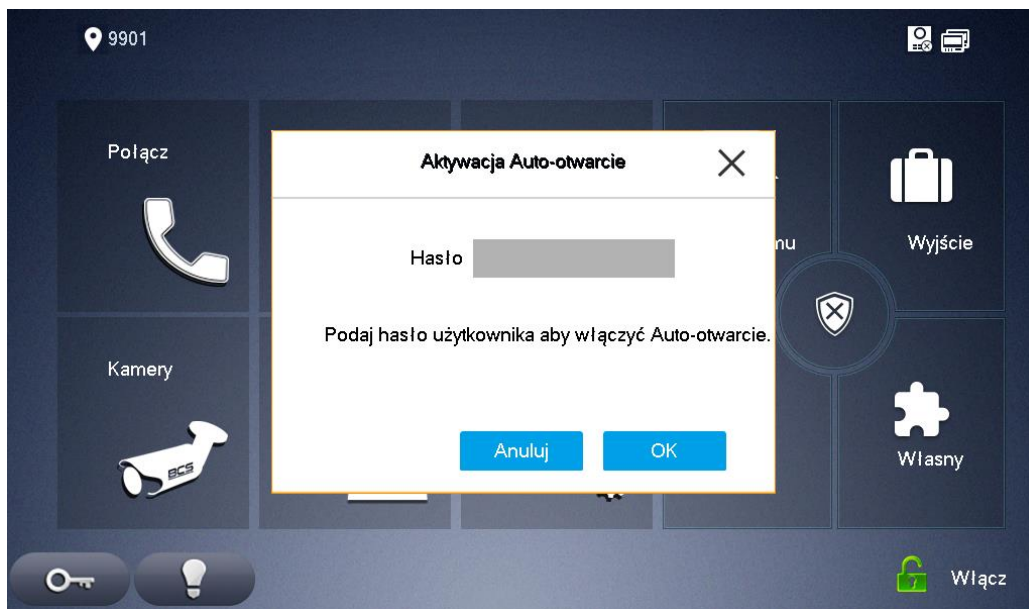 9901
Połącz
Aktywacja Auto-otwarcie
Hasło
mu
Wyjście
Podaj hasło użytkownika aby włączyć Auto-otwarcie.
Kamery
BCS
Anuluj
OK
Własny
Włącz